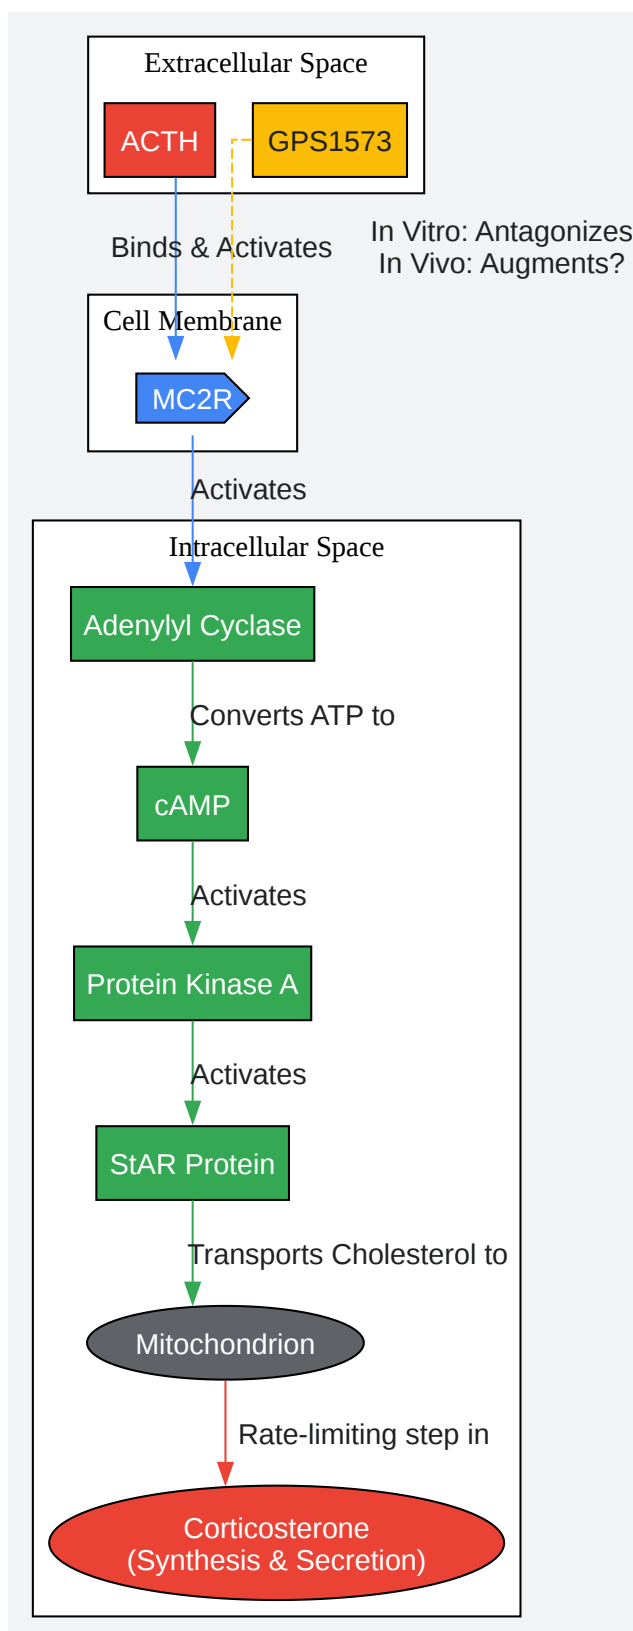 Extracellular Space
ACTH
GPS1573
Binds & Activates
In Vitro: Antagonizes
In Vivo: Augments?
Cell Membrane
MC2R
Activates
Intracellular Space
Adenylyl Cyclase
Converts ATP to
cAMP
Activates
Protein Kinase A
Activates
StAR Protein
Transports Cholesterol to
Mitochondrion
Rate-limiting step in
Corticosterone
(Synthesis & Secretion)